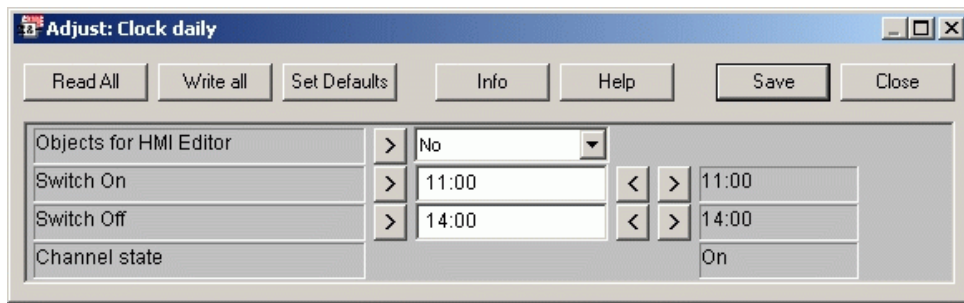 Adjust: Clock daily
Read All Write all Set Defaults Info Help Save Close
Objects for HMI Editor > No
Switch On > 11:00 < > 11:00
Switch Off > 14:00 < > 14:00
Channel state On